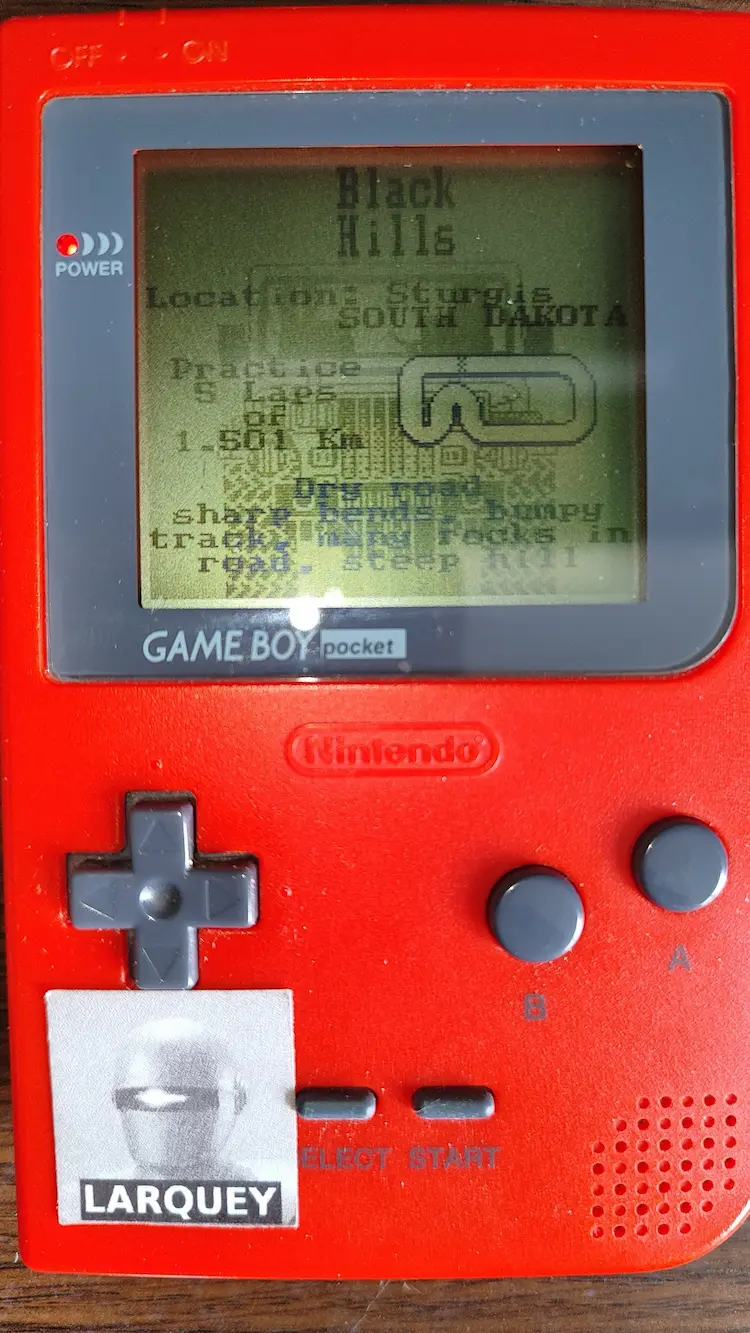 OFF ON
Black
Hills
Location: Sturgis
SOUTH DAKOTA
Practice
5 Laps
of
1.501 Km
Dry road
sharp bends, bumpy
track, many rocks in
road, steep hill
POWER
GAME BOY pocket
Nintendo
A
B
SELECT START
LARQUEY